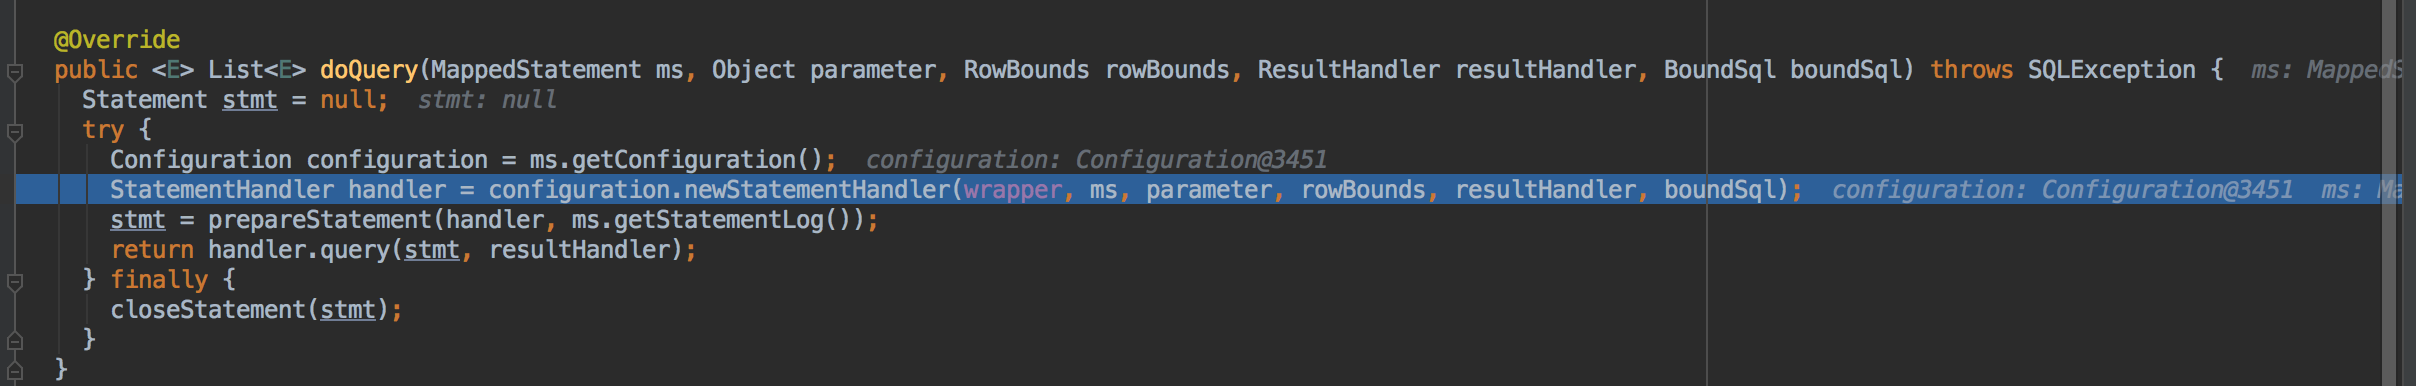 @Override
public <E> List<E> doQuery(MappedStatement ms, Object parameter, RowBounds rowBounds, ResultHandler resultHandler, BoundSql boundSql) throws SQLException {  ms: MappedS
Statement stmt = null;  stmt: null
try {
Configuration configuration = ms.getConfiguration();  configuration: Configuration@3451
StatementHandler handler = configuration.newStatementHandler(wrapper, ms, parameter, rowBounds, resultHandler, boundSql);  configuration: Configuration@3451  ms: Ma
stmt = prepareStatement(handler, ms.getStatementLog());
return handler.query(stmt, resultHandler);
} finally {
closeStatement(stmt);
}
}